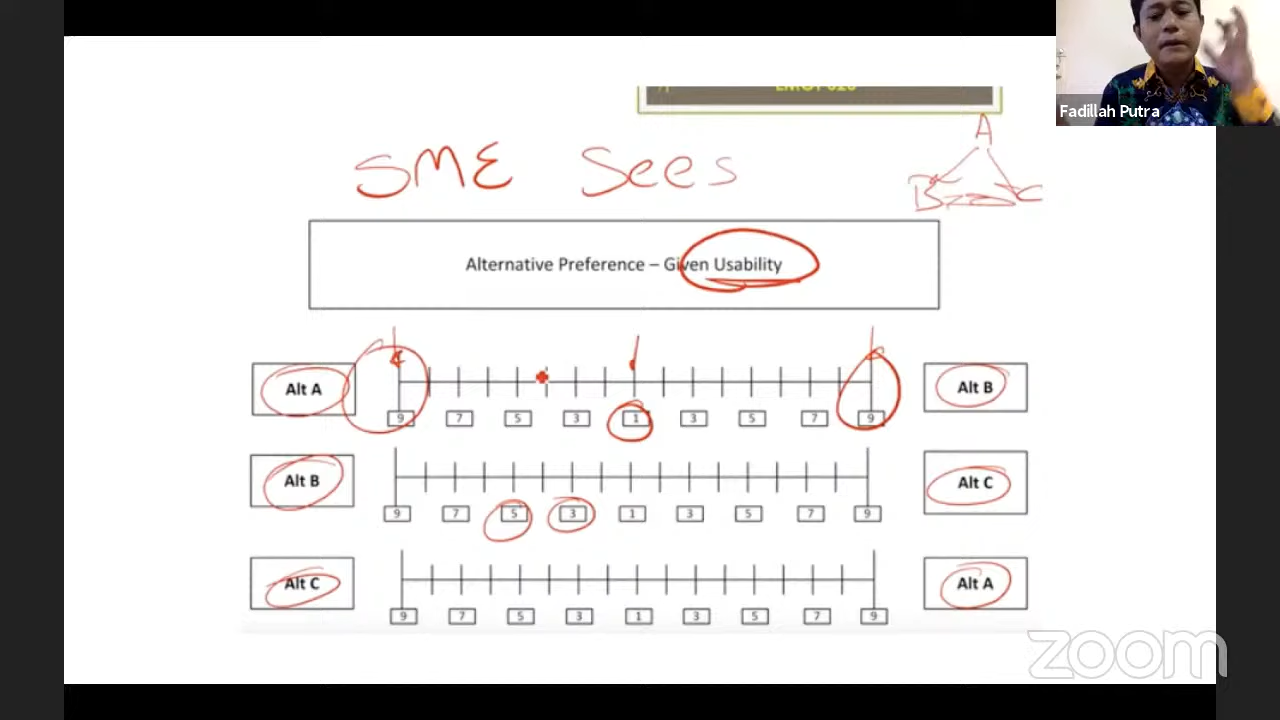 Fadillah Putra
A
B C
SME Sees
Alternative Preference – Given Usability
Alt A
Alt B
9 7 5 3 1 3 5 7 9
Alt B
Alt C
9 7 5 3 1 3 5 7 9
Alt C
Alt A
9 7 5 3 1 3 5 7 9
zoom